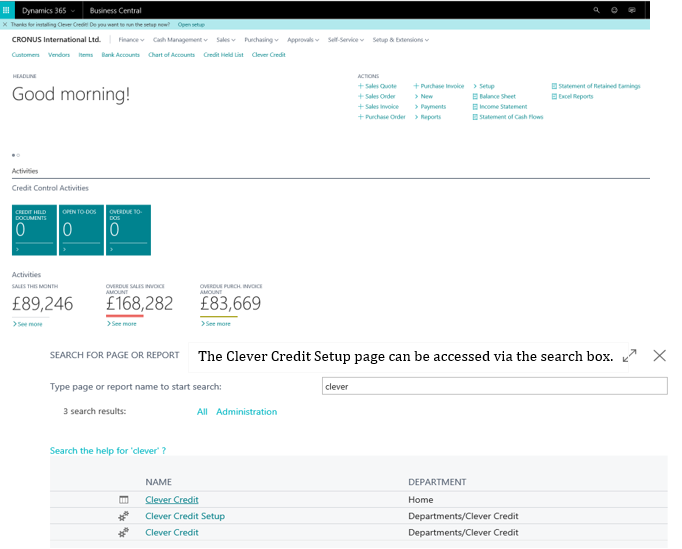 Dynamics 365 Business Central
Thanks for installing Clever Credit! Do you want to run the setup now? Open setup
CRONUS International Ltd. Finance Cash Management Sales Purchasing Approvals Self-Service Setup & Extensions
Customers Vendors Items Bank Accounts Chart of Accounts Credit Held List Clever Credit
HEADLINE
Good morning!
ACTIONS
+ Sales Quote + Purchase Invoice > Setup Statement of Retained Earnings
+ Sales Order > New Balance Sheet Excel Reports
+ Sales Invoice > Payments Income Statement
+ Purchase Order > Reports Statement of Cash Flows
Activities
Credit Control Activities
CREDIT HELD DOCUMENTS
0
OPEN TO-DOS
0
OVERDUE TO-DOS
0
Activities
SALES THIS MONTH
£89,246
> See more
OVERDUE SALES INVOICE AMOUNT
£168,282
> See more
OVERDUE PURCH. INVOICE AMOUNT
£83,669
> See more
SEARCH FOR PAGE OR REPORT
The Clever Credit Setup page can be accessed via the search box.
Type page or report name to start search: clever
3 search results: All Administration
Search the help for 'clever' ?
NAME DEPARTMENT
Clever Credit Home
Clever Credit Setup Departments/Clever Credit
Clever Credit Departments/Clever Credit